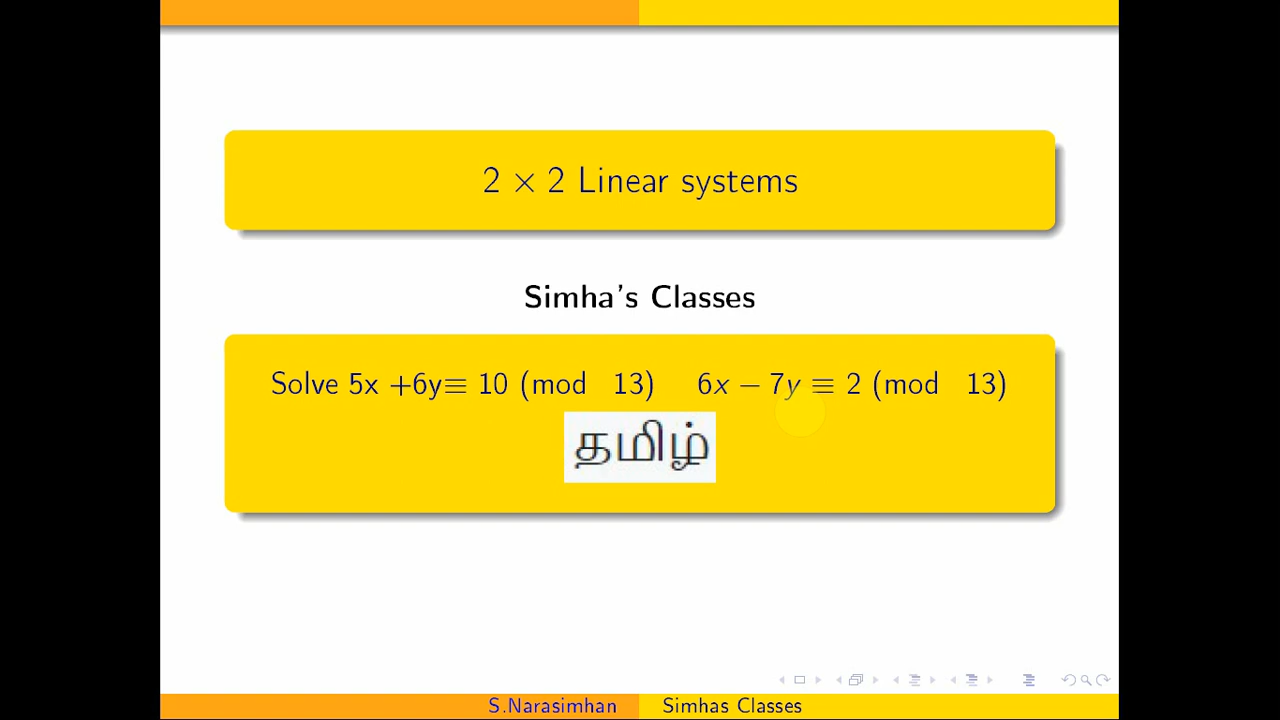 2 × 2 Linear systems
Simha's Classes
Solve 5x +6y≡ 10 (mod 13) 6x − 7y ≡ 2 (mod 13)
தமிழ்
S.Narasimhan Simhas Classes